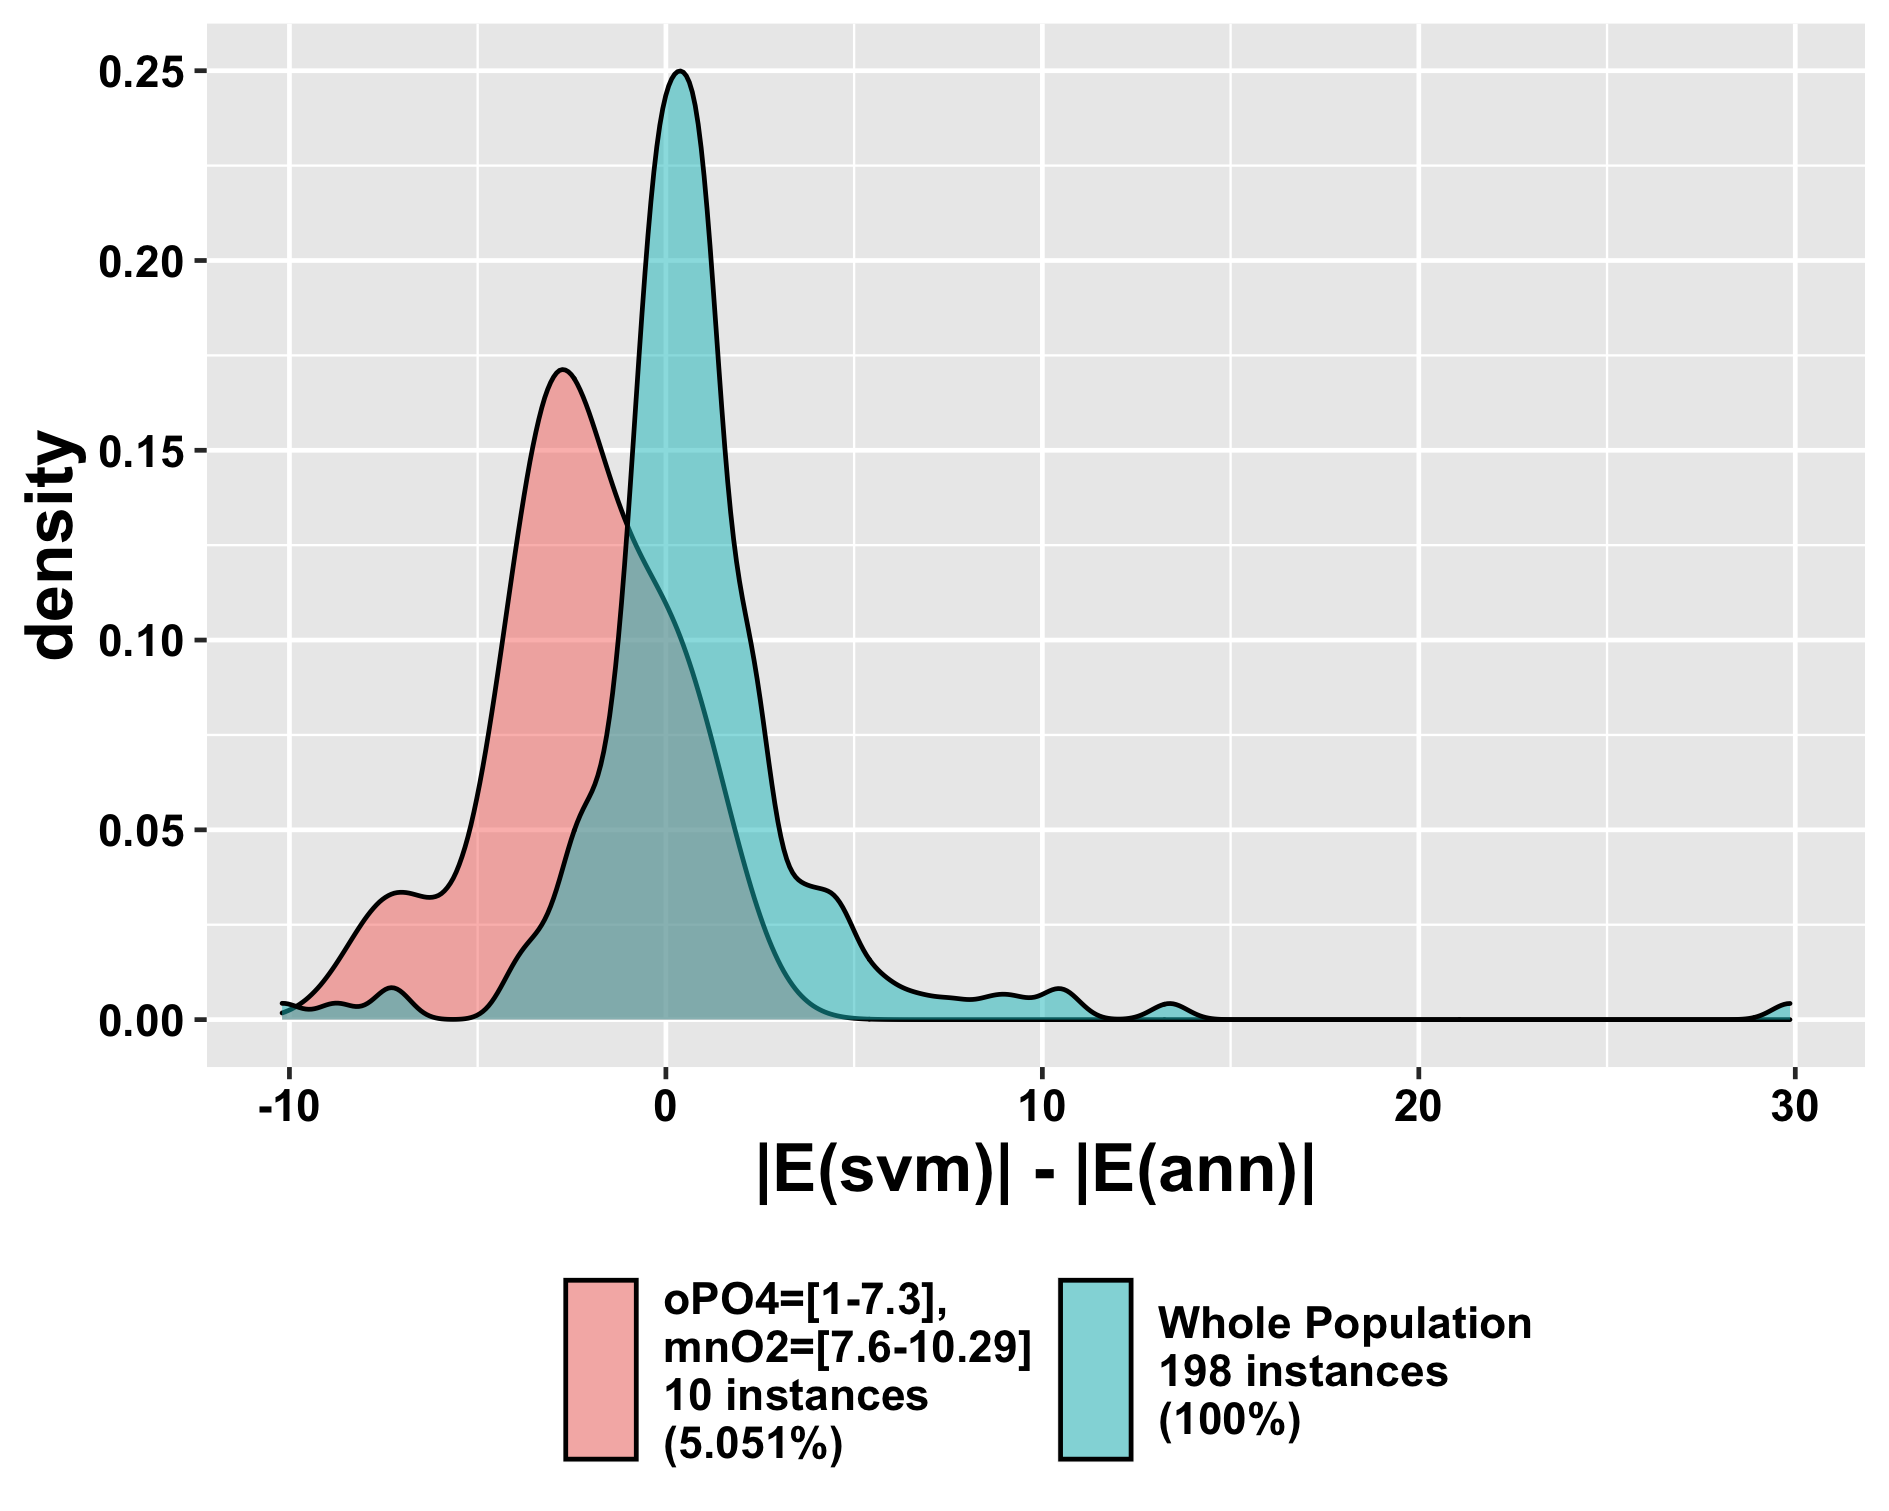 density
0.25
0.20
0.15
0.10
0.05
0.00
-10 0 10 20 30
|E(svm)| - |E(ann)|
oPO4=[1-7.3],
mnO2=[7.6-10.29]
10 instances
(5.051%)
Whole Population
198 instances
(100%)